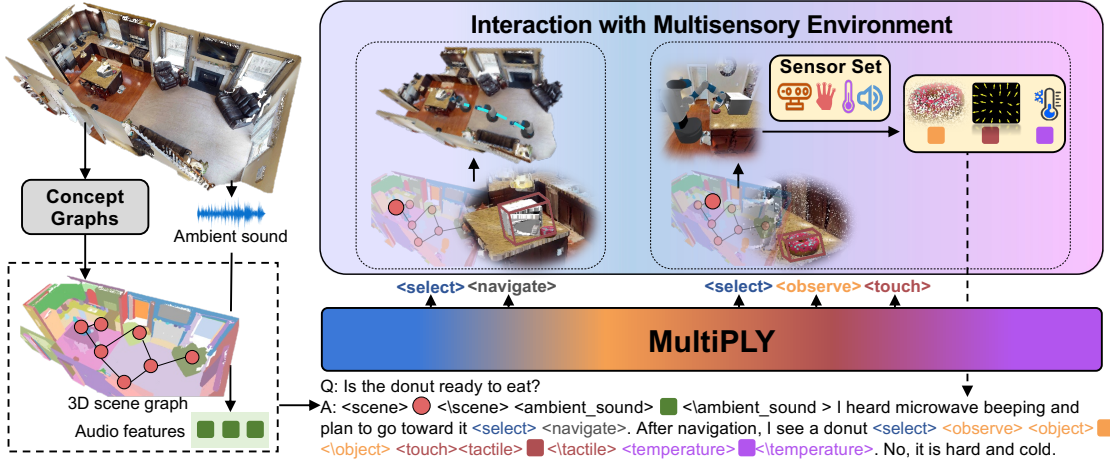 Interaction with Multisensory Environment
Sensor Set
Concept
Graphs
Ambient sound
<select> <navigate>
<select> <observe> <touch>
MultiPLY
3D scene graph
Audio features
Q: Is the donut ready to eat?
A: <scene> <\scene> <ambient_sound> <\ambient_sound > I heard microwave beeping and
plan to go toward it <select> <navigate>. After navigation, I see a donut <select> <observe> <object>
<\object> <touch><tactile> <\tactile> <temperature> <\temperature>. No, it is hard and cold.